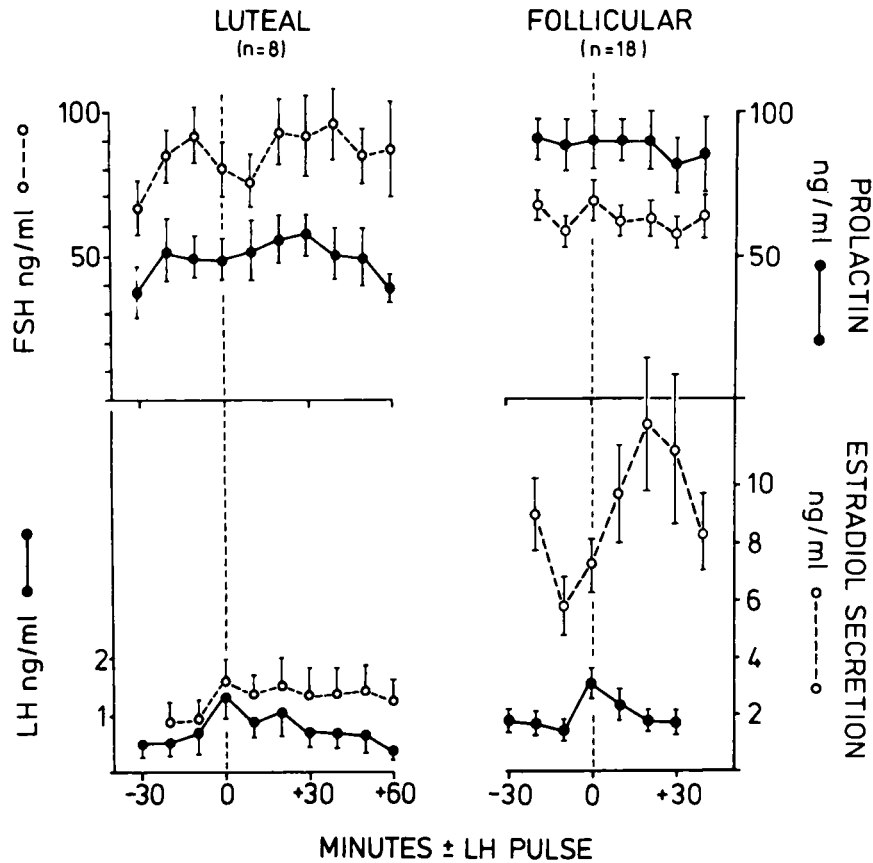 LUTEAL
(n=8)
FOLLICULAR
(n=18)
100
50
FSH ng/ml
100
50
PROLACTIN
ng/ml
2
1
LH ng/ml
10
8
6
4
2
ESTRADIOL SECRETION
ng/ml
-30 0 +30 +60
-30 0 +30
MINUTES ± LH PULSE